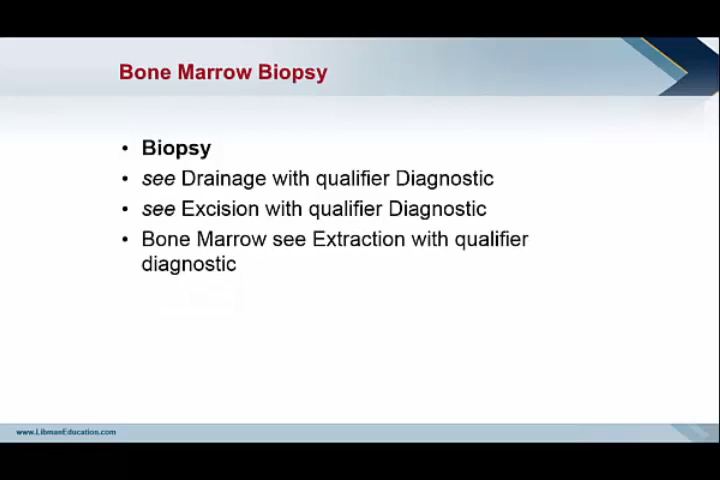 Bone Marrow Biopsy
• Biopsy
• see Drainage with qualifier Diagnostic
• see Excision with qualifier Diagnostic
• Bone Marrow see Extraction with qualifier
diagnostic
www.LibmanEducation.com